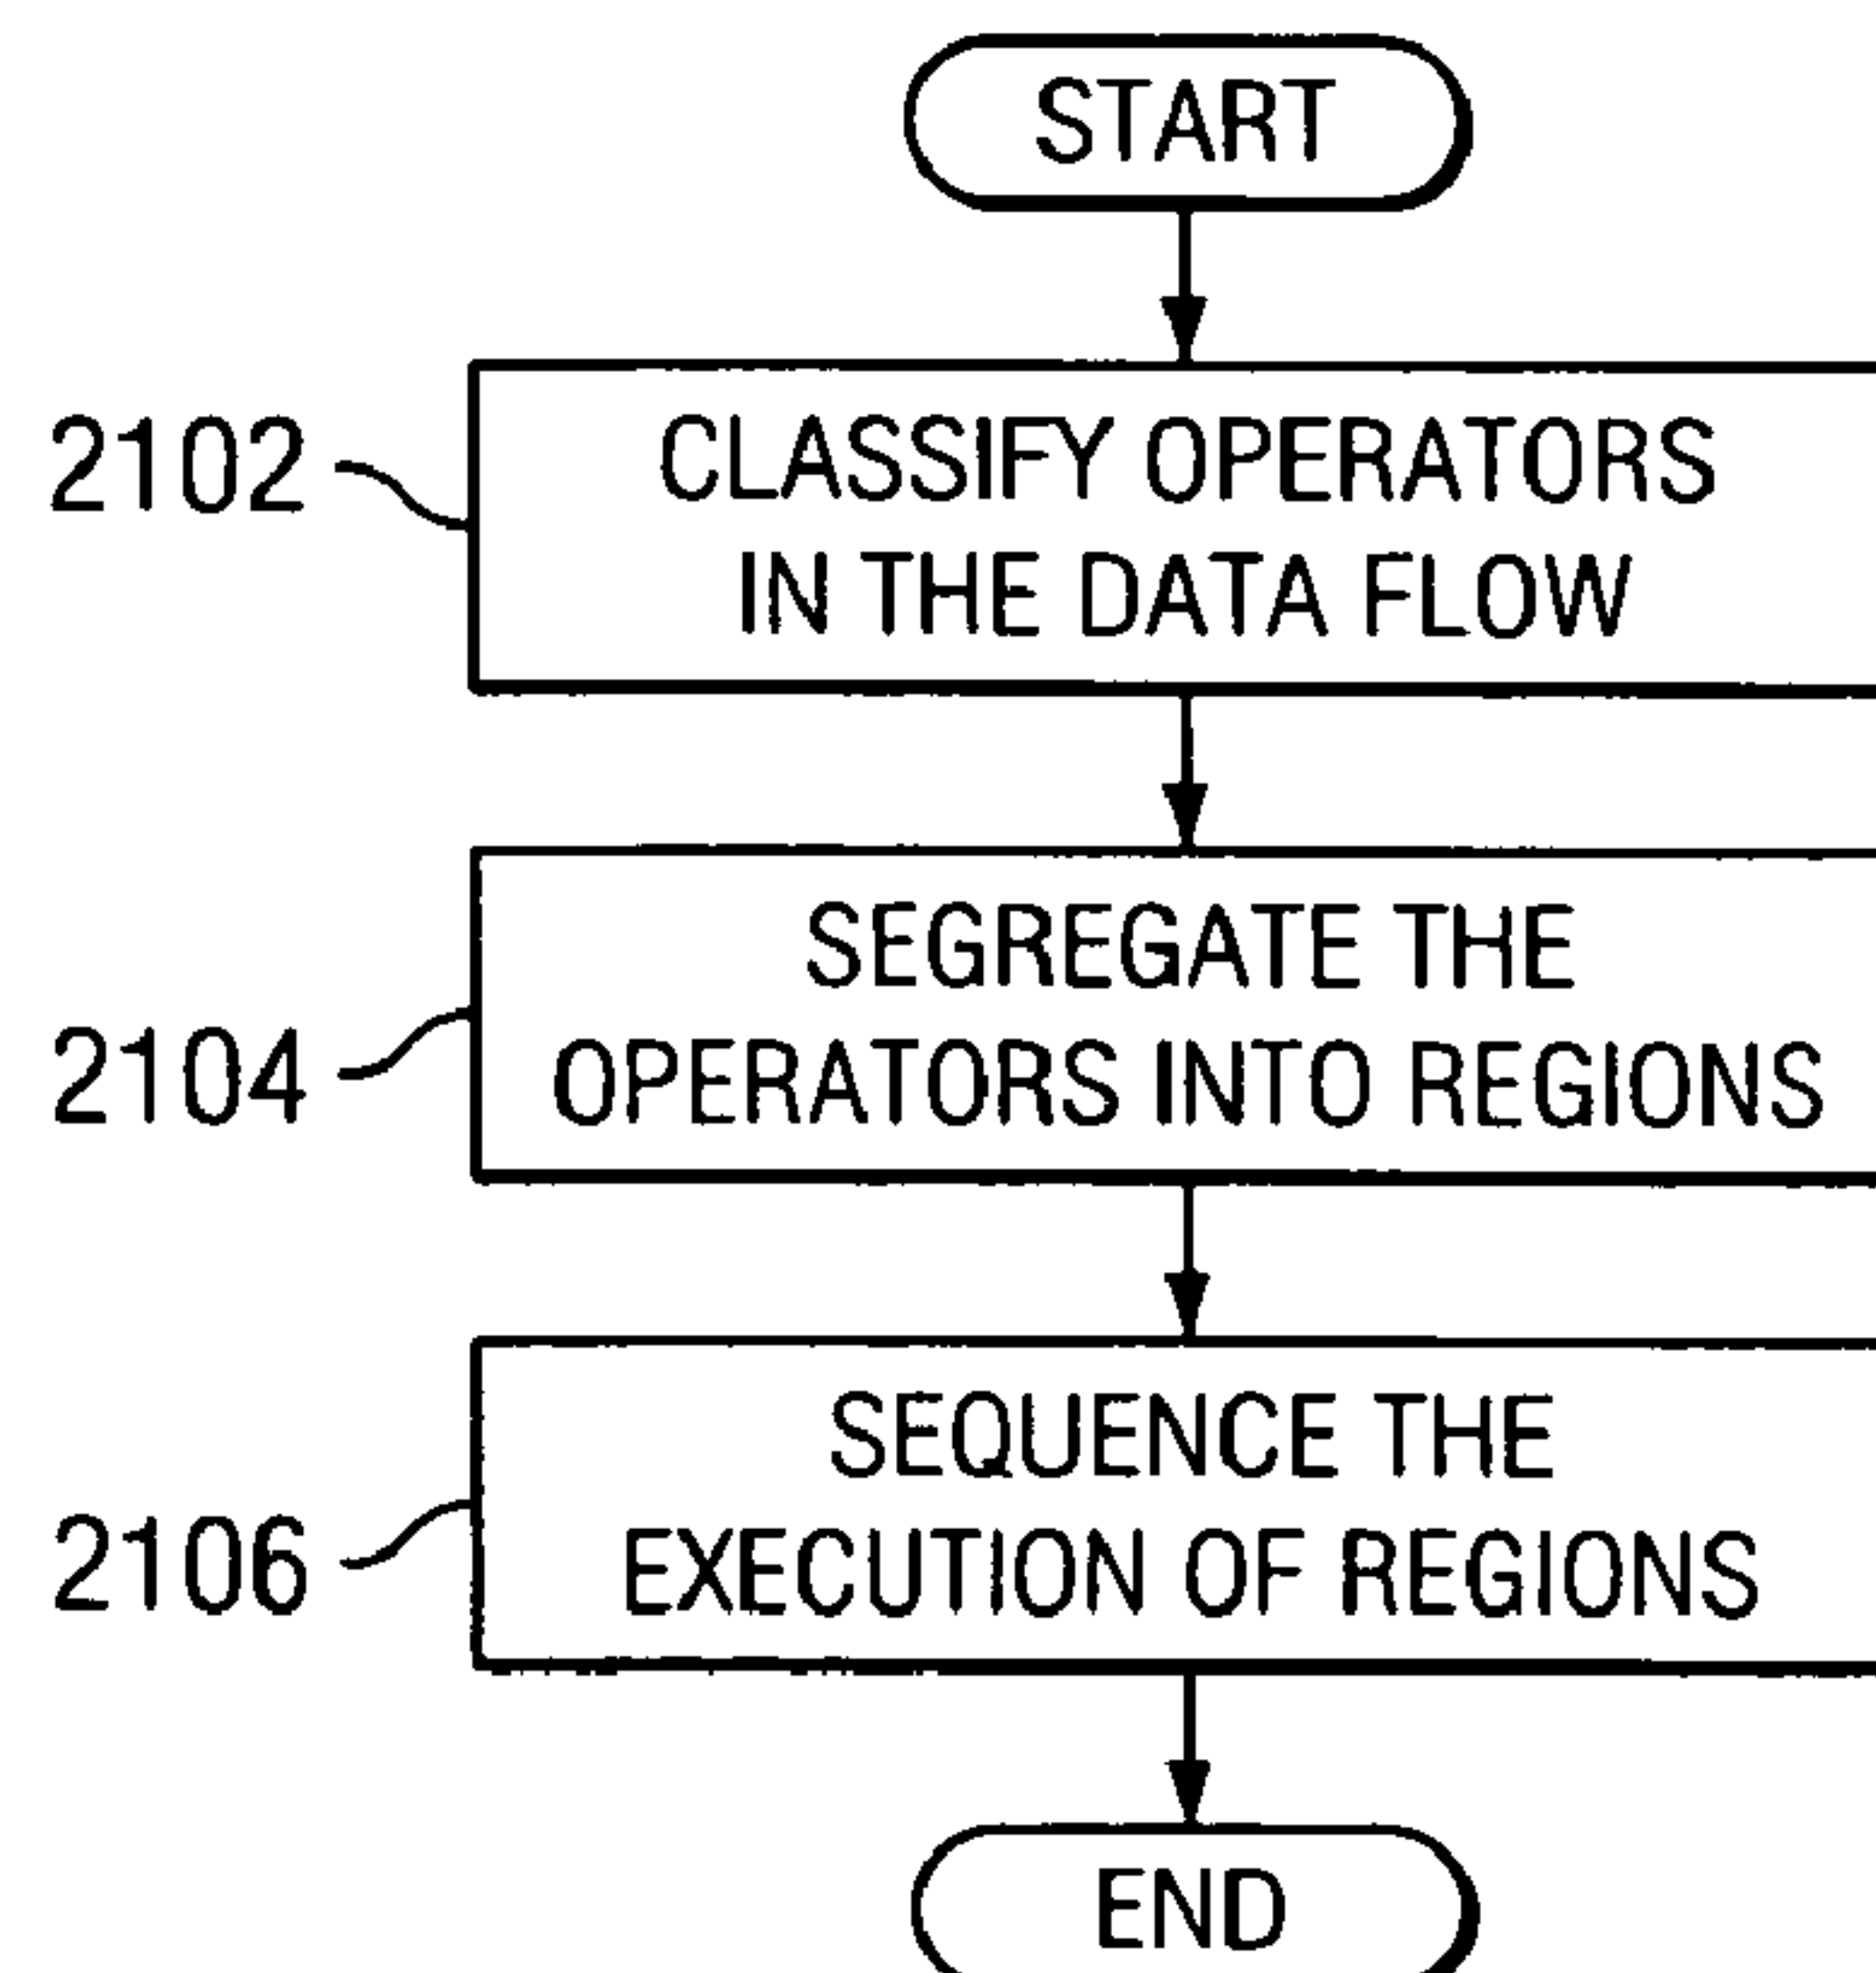 START
2102
CLASSIFY OPERATORS
IN THE DATA FLOW
SEGREGATE THE
2104
OPERATORS INTO REGIONS
SEQUENCE THE
2106
EXECUTION OF REGIONS
END